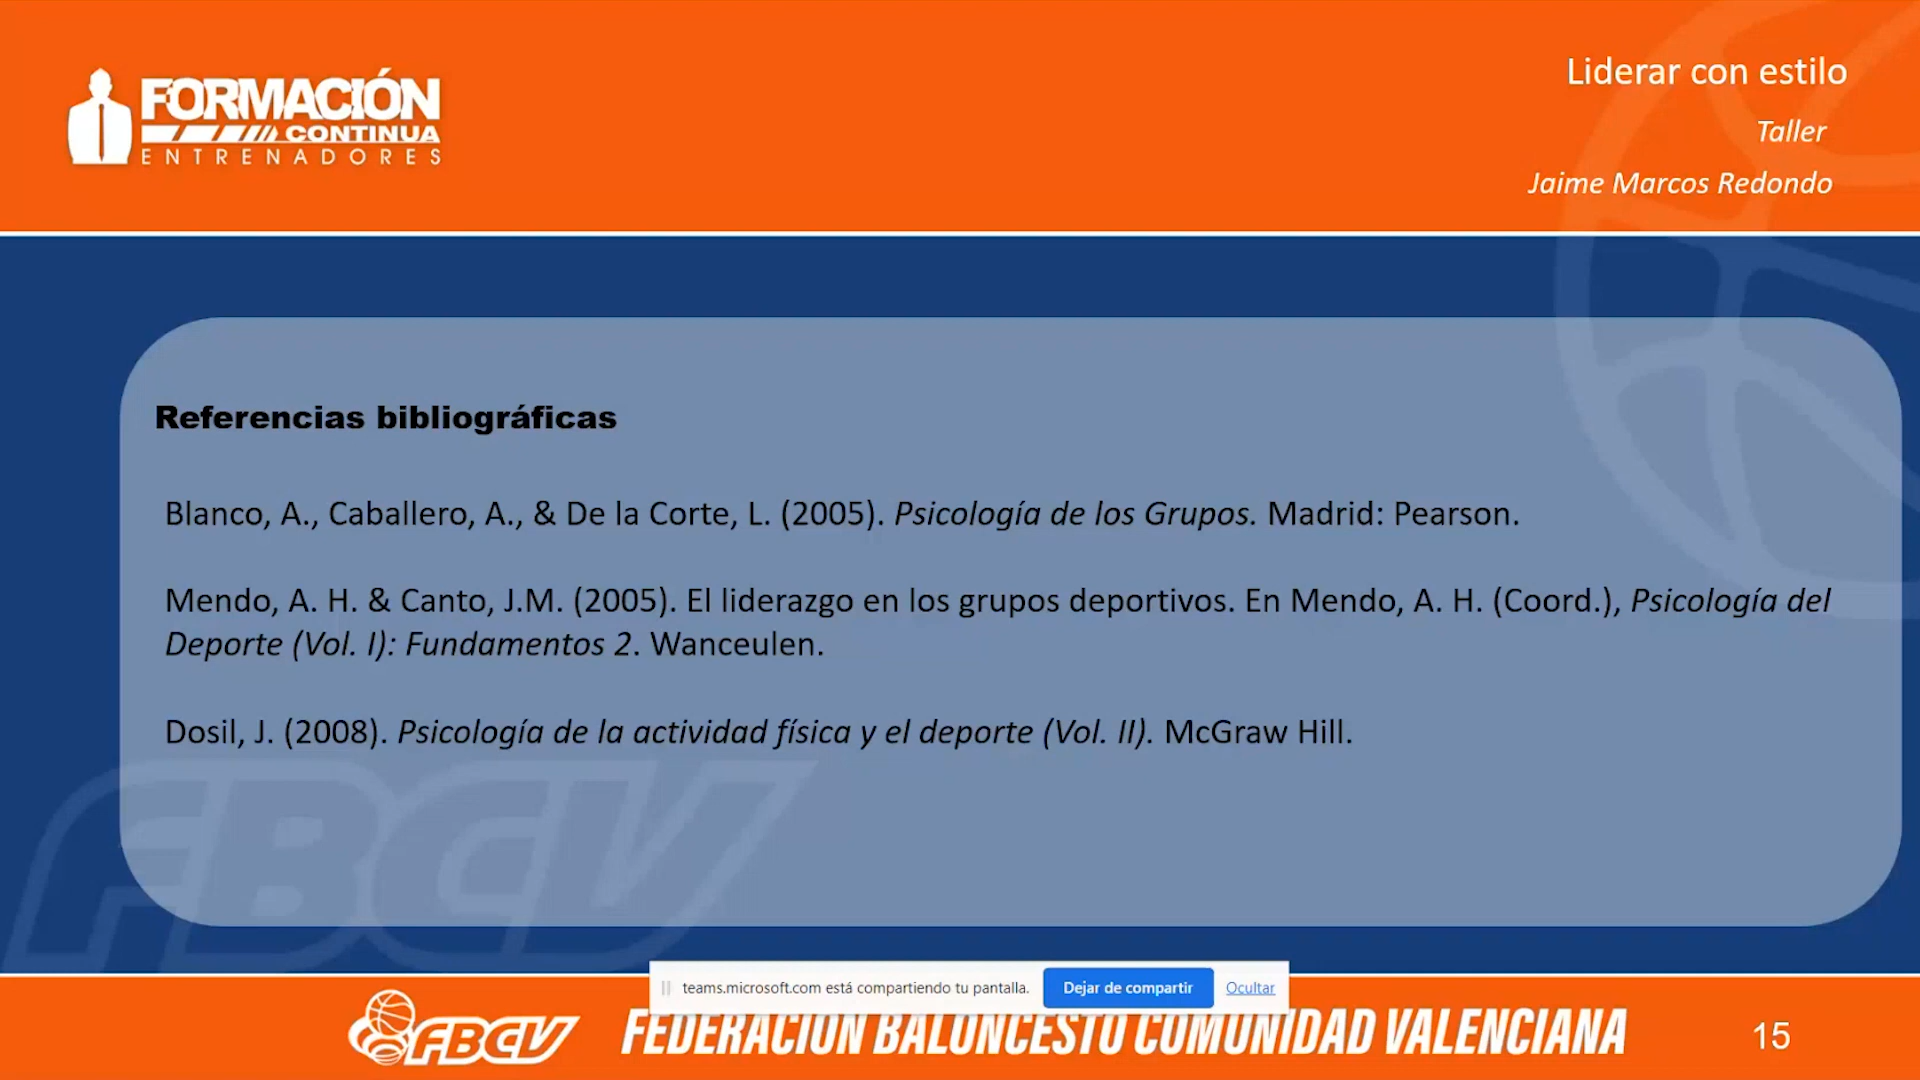 FORMACIÓN
CONTINUA
ENTRENADORES
Liderar con estilo
Taller
Jaime Marcos Redondo
Referencias bibliográficas
Blanco, A., Caballero, A., & De la Corte, L. (2005). Psicología de los Grupos. Madrid: Pearson.
Mendo, A. H. & Canto, J.M. (2005). El liderazgo en los grupos deportivos. En Mendo, A. H. (Coord.), Psicología del
Deporte (Vol. I): Fundamentos 2. Wanceulen.
Dosil, J. (2008). Psicología de la actividad física y el deporte (Vol. II). McGraw Hill.
FBCV
teams.microsoft.com está compartiendo tu pantalla. Dejar de compartir Ocultar
FBCV FEDERACIÓN BALONCESTO COMUNIDAD VALENCIANA 15